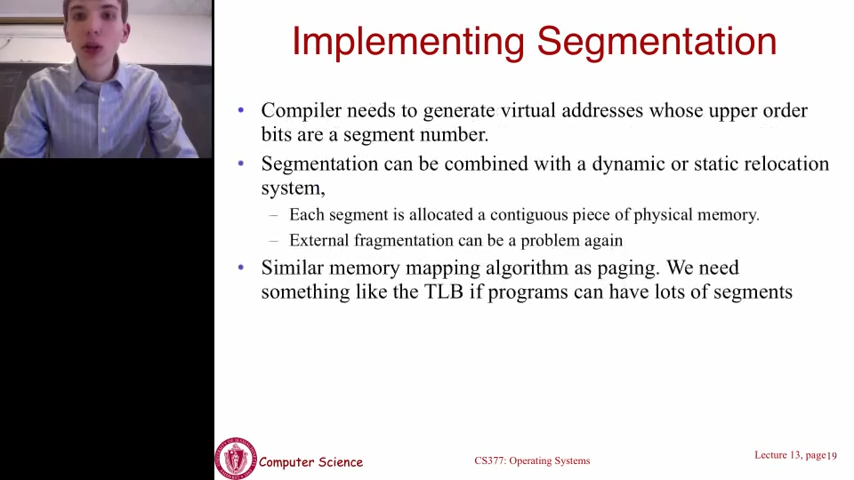 Implementing Segmentation
• Compiler needs to generate virtual addresses whose upper order
bits are a segment number.
• Segmentation can be combined with a dynamic or static relocation
system,
– Each segment is allocated a contiguous piece of physical memory.
– External fragmentation can be a problem again
• Similar memory mapping algorithm as paging. We need
something like the TLB if programs can have lots of segments
Computer Science
CS377: Operating Systems
Lecture 13, page19